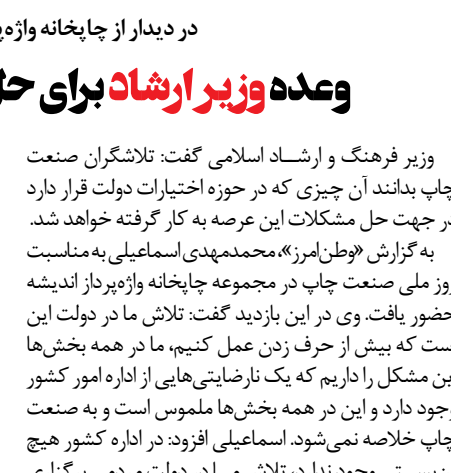 در دیدار از چاپخانه
وعده وزیر ارشاد برای
وزیر فرهنگ و ارشــاد اسلامی گفت: تلاشگران صنعت
چاپ بدانند آن چیزی که در حوزه اختیارات دولت قرار دارد
در جهت حل مشکلات این عرصه به کار گرفته خواهد شد.
به گزارش «وطن‌امرز»، محمدمهدی اسماعیلی به مناسبت
روز ملی صنعت چاپ در مجموعه چاپخانه واژه‌پرداز اندیشه
حضور یافت. وی در این بازدید گفت: تلاش ما در دولت این
است که بیش از حرف زدن عمل کنیم، ما در همه بخش‌ها
این مشکل را داریم که یک نارضایتی‌هایی از اداره امور کشور
وجود دارد و این در همه بخش‌ها ملموس است و به صنعت
چاپ خلاصه نمی‌شود. اسماعیلی افزود: در اداره کشور هیچ